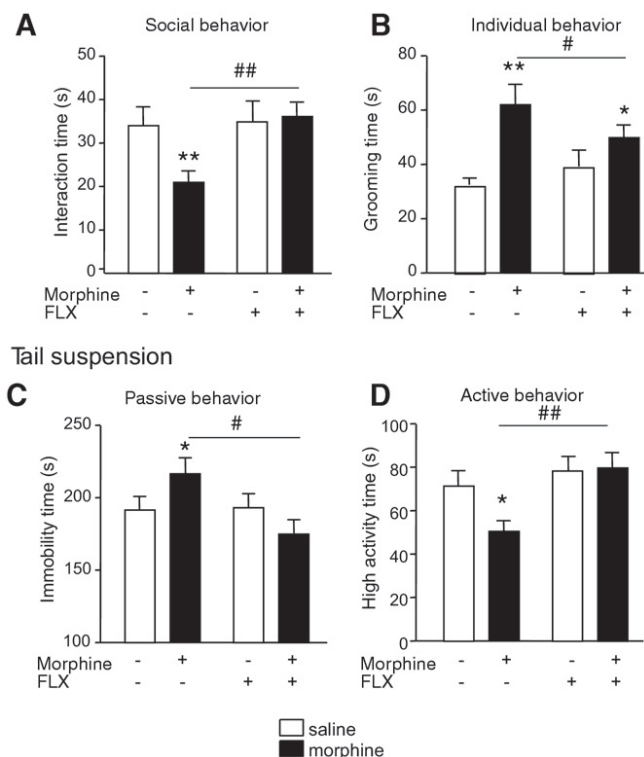 A Social behavior
##
**
Interaction time (s)
50
40
30
20
10
0
Morphine - + - +
FLX - - + +
B Individual behavior
#
**
*
Grooming time (s)
80
60
40
20
0
Morphine - + - +
FLX - - + +
Tail suspension
C Passive behavior
#
*
Immobility time (s)
250
200
150
100
Morphine - + - +
FLX - - + +
D Active behavior
##
*
High activity time (s)
100
80
60
40
20
0
Morphine - + - +
FLX - - + +
saline
morphine